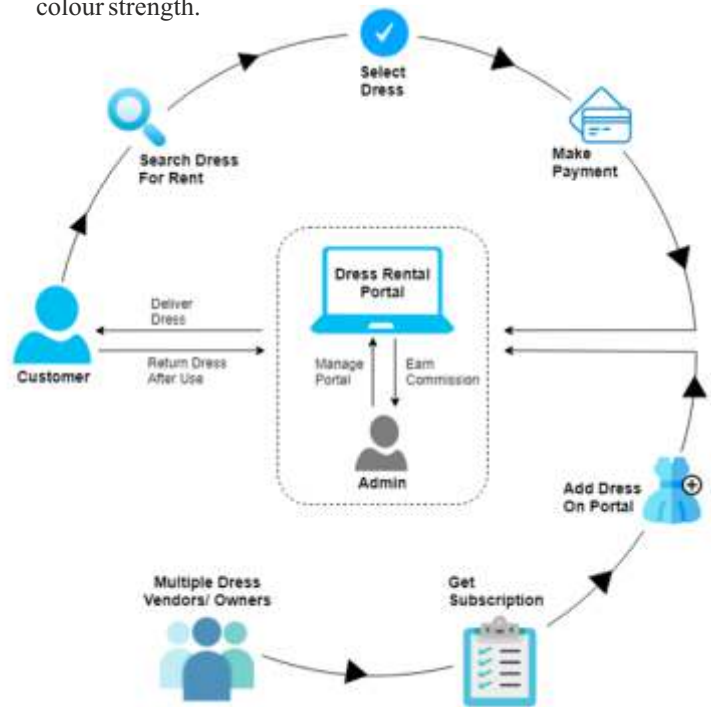 colour strength.
Select
Dress
Search Dress
For Rent
Make
Payment
Dress Rental
Portal
Deliver
Dress
Return Dress
After Use
Customer
Manage
Portal
Earn
Commission
Admin
Add Dress
On Portal
Multiple Dress
Vendors/ Owners
Get
Subscription